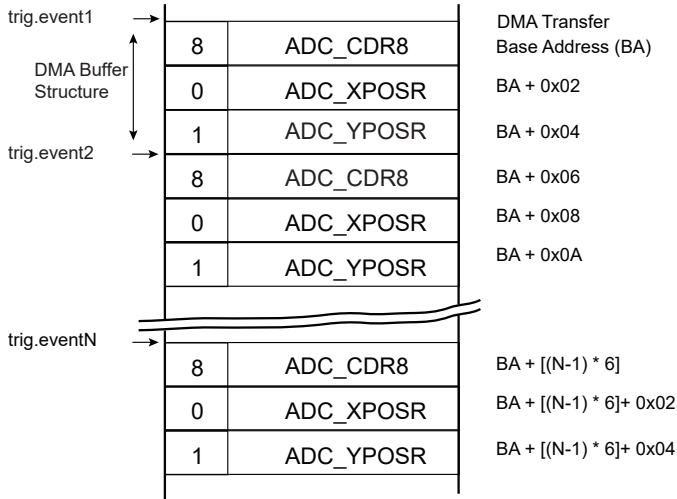 trig.event1
DMA Transfer
8 ADC_CDR8 Base Address (BA)
DMA Buffer
Structure
0 ADC_XPOSR BA + 0x02
1 ADC_YPOSR BA + 0x04
trig.event2
8 ADC_CDR8 BA + 0x06
0 ADC_XPOSR BA + 0x08
1 ADC_YPOSR BA + 0x0A
trig.eventN
8 ADC_CDR8 BA + [(N-1) * 6]
0 ADC_XPOSR BA + [(N-1) * 6]+ 0x02
1 ADC_YPOSR BA + [(N-1) * 6]+ 0x04